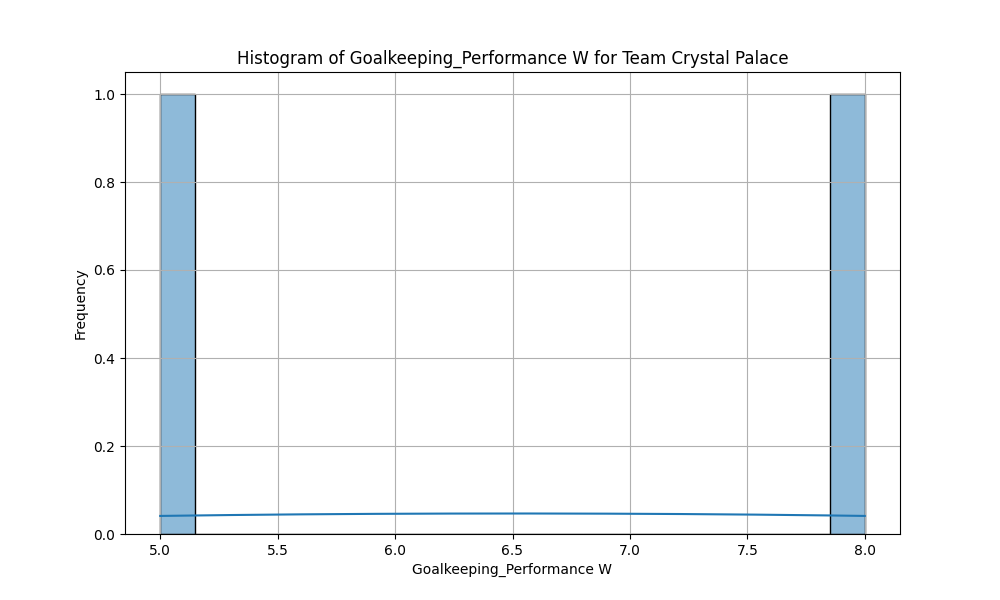 Histogram of Goalkeeping_Performance W for Team Crystal Palace
1.0
0.8
0.6
0.4
0.2
0.0
Frequency
5.0 5.5 6.0 6.5 7.0 7.5 8.0
Goalkeeping_Performance W